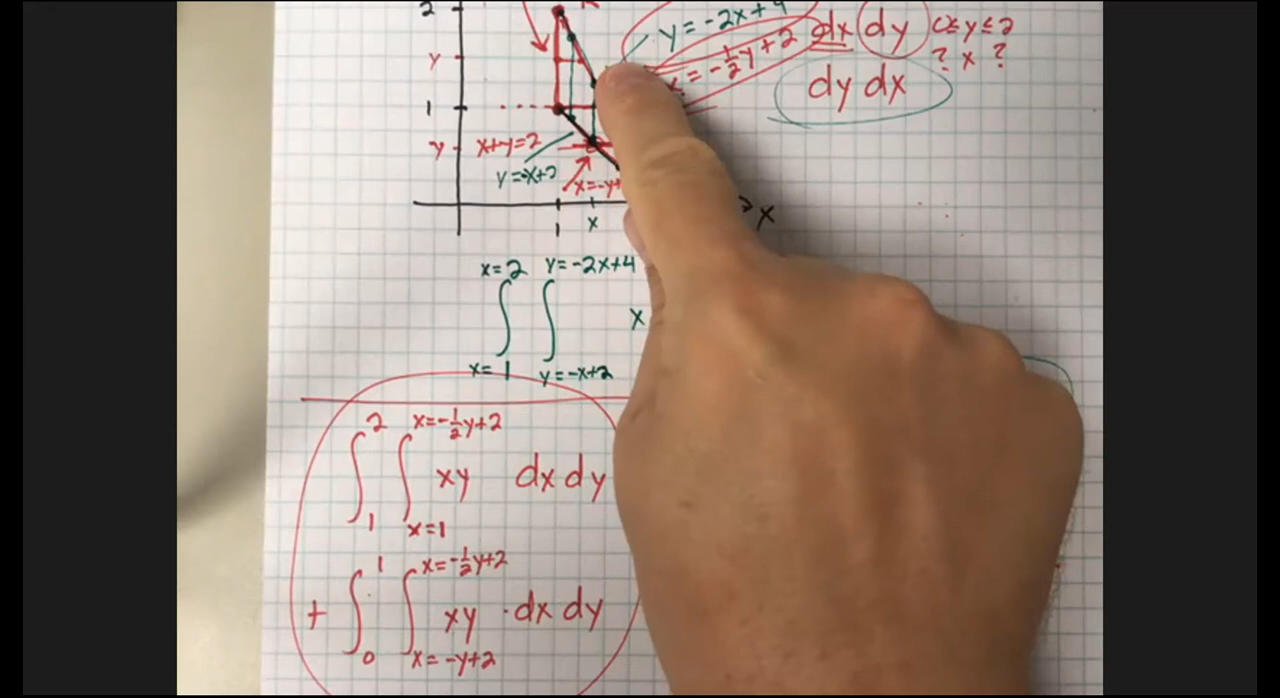 2
y = -2x+4
dx dy 0≤y≤2
x = -½y+2
? x ?
y
dy dx
1
x+y=2
y
y=-x+2
x=-y+
x
1 x
x=2 y=-2x+4
∫ ∫ x
x=1 y=-x+2
2 x=-½y+2
∫ ∫ xy dx dy
1 x=1
1 x=-½y+2
+ ∫ ∫ xy · dx dy
0 x=-y+2